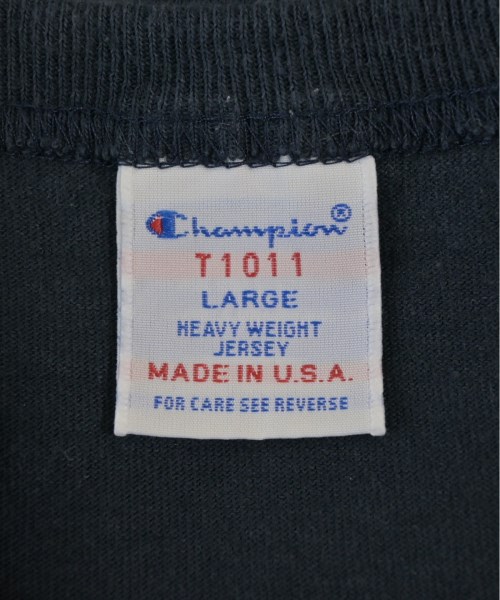 Champion®
T1011
LARGE
HEAVY WEIGHT
JERSEY
MADE IN U.S.A.
FOR CARE SEE REVERSE